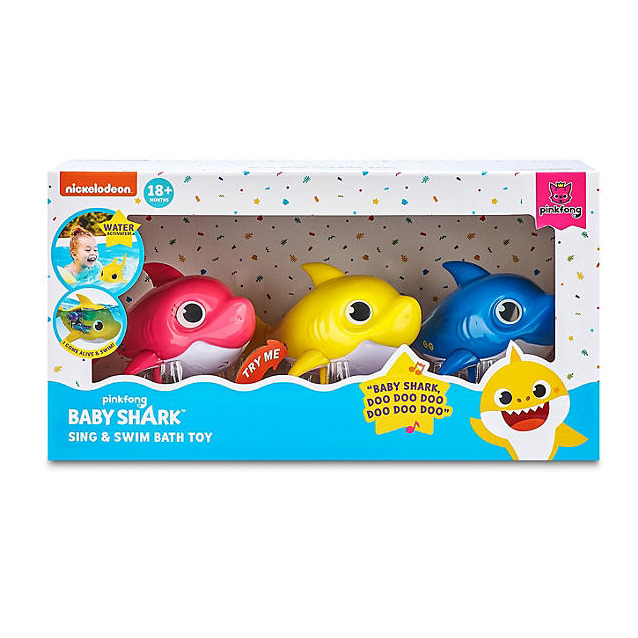 nickelodeon
18+
MONTHS
pinkfong
WATER
ACTIVATED!
I COME ALIVE & SWIM!
TRY ME
"BABY SHARK,
DOO DOO DOO
DOO DOO DOO"
pinkfong
BABY SHARK™
SING & SWIM BATH TOY